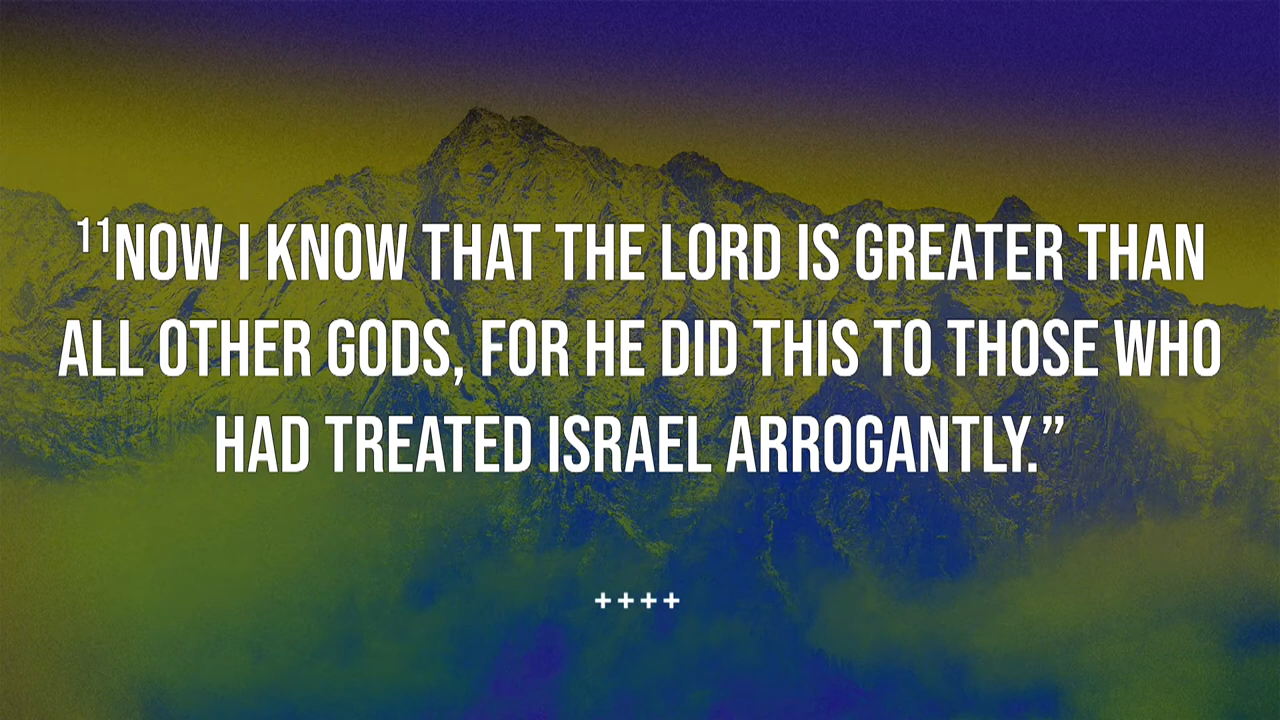 ¹¹NOW I KNOW THAT THE LORD IS GREATER THAN
ALL OTHER GODS, FOR HE DID THIS TO THOSE WHO
HAD TREATED ISRAEL ARROGANTLY.”
++++